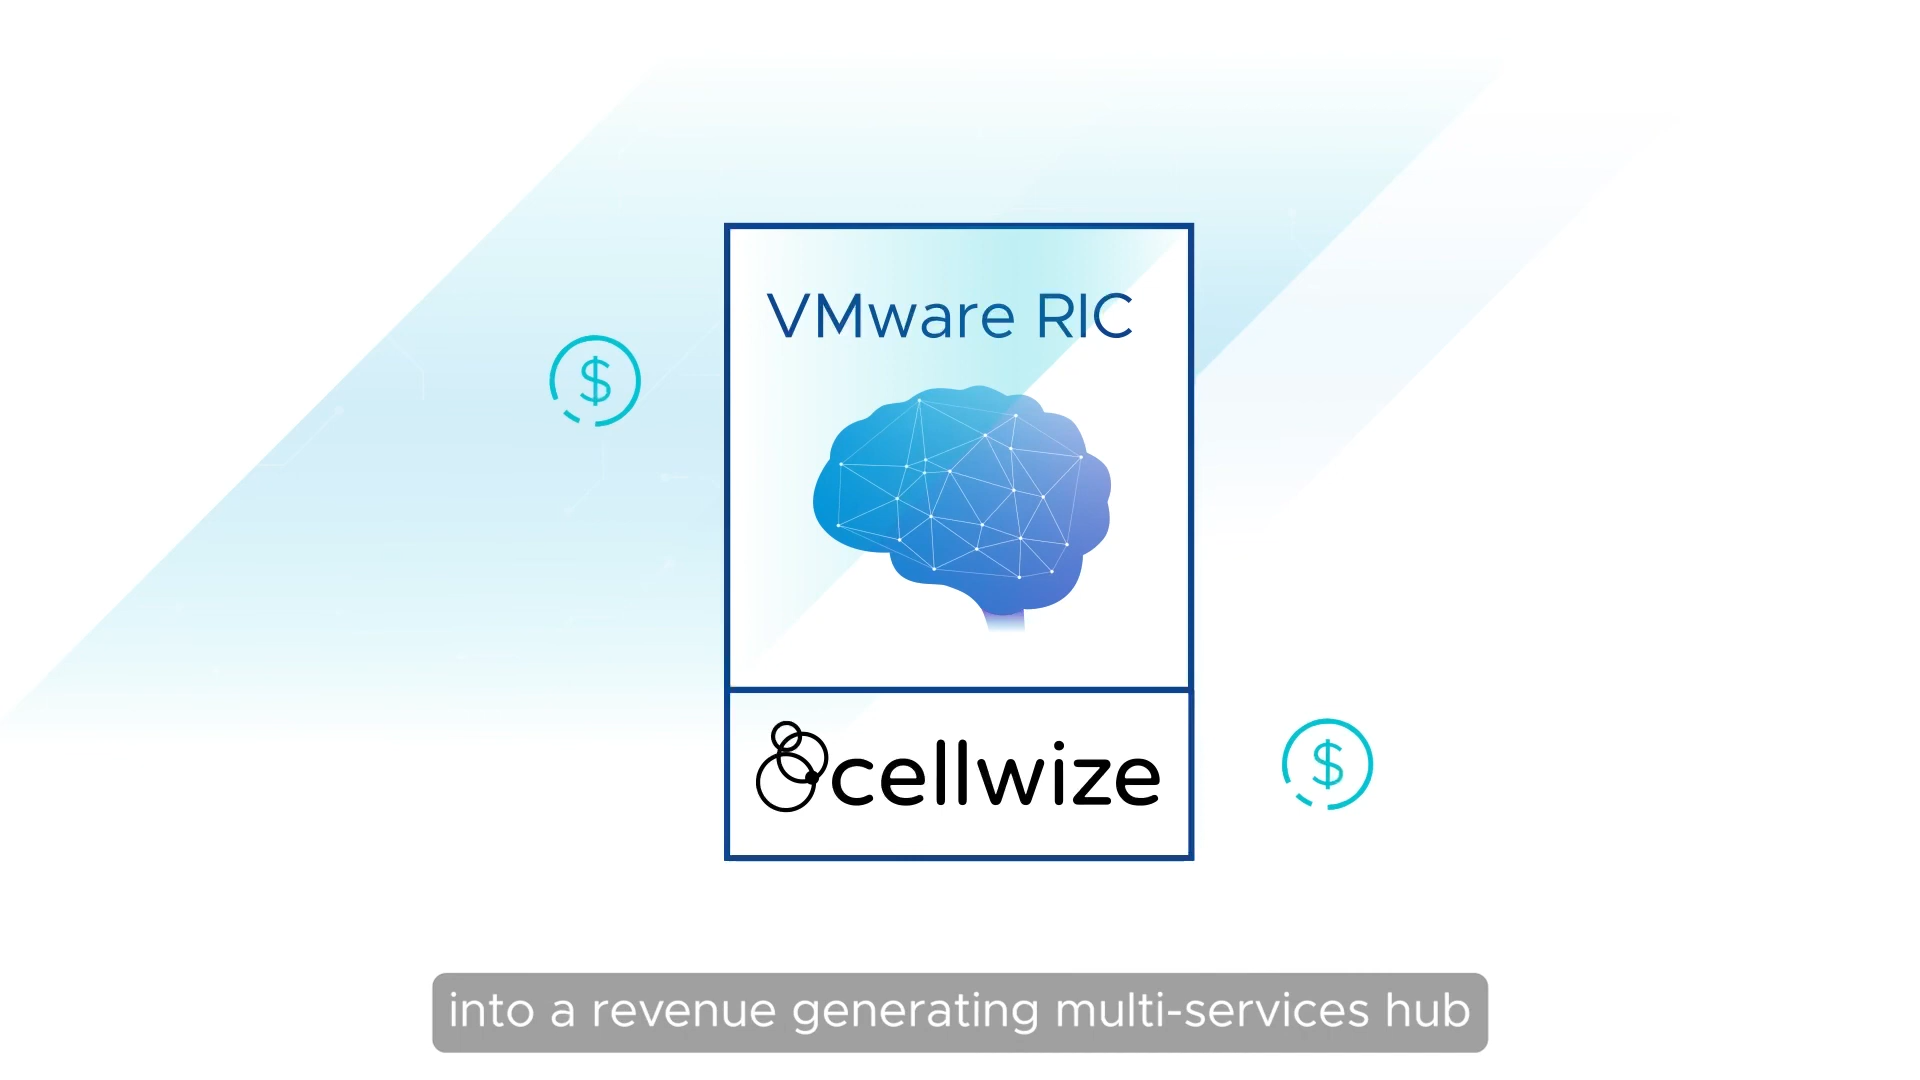 VMware RIC
$
cellwize
$
into a revenue generating multi-services hub